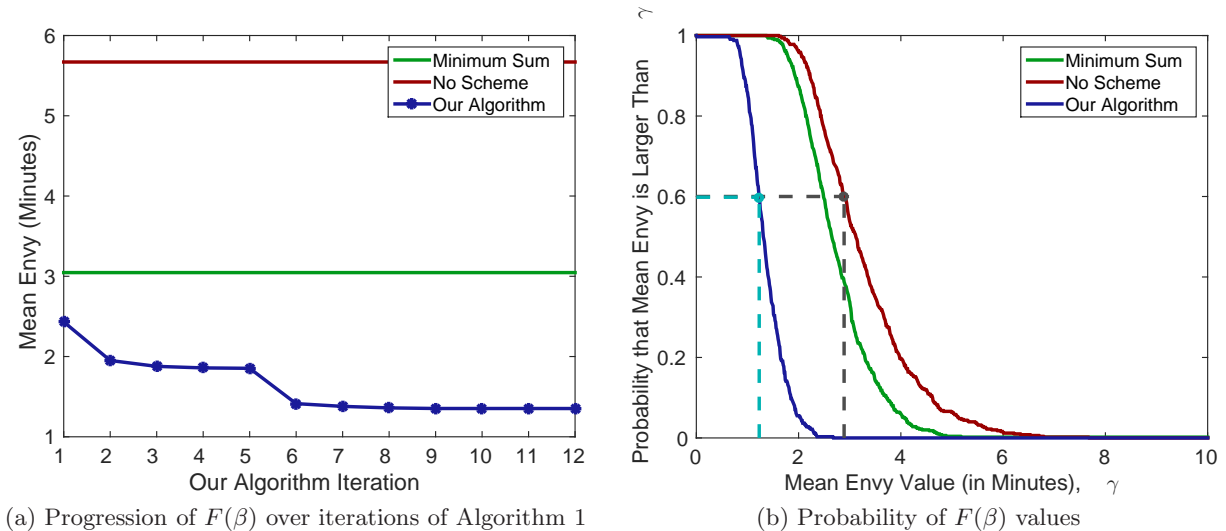 6
5
4
3
2
1
Mean Envy (Minutes)
Minimum Sum
No Scheme
Our Algorithm
1 2 3 4 5 6 7 8 9 10 11 12
Our Algorithm Iteration
(a) Progression of F(β) over iterations of Algorithm 1
Probability that Mean Envy is Larger Than γ
1
0.8
0.6
0.4
0.2
0
Minimum Sum
No Scheme
Our Algorithm
0 2 4 6 8 10
Mean Envy Value (in Minutes), γ
(b) Probability of F(β) values